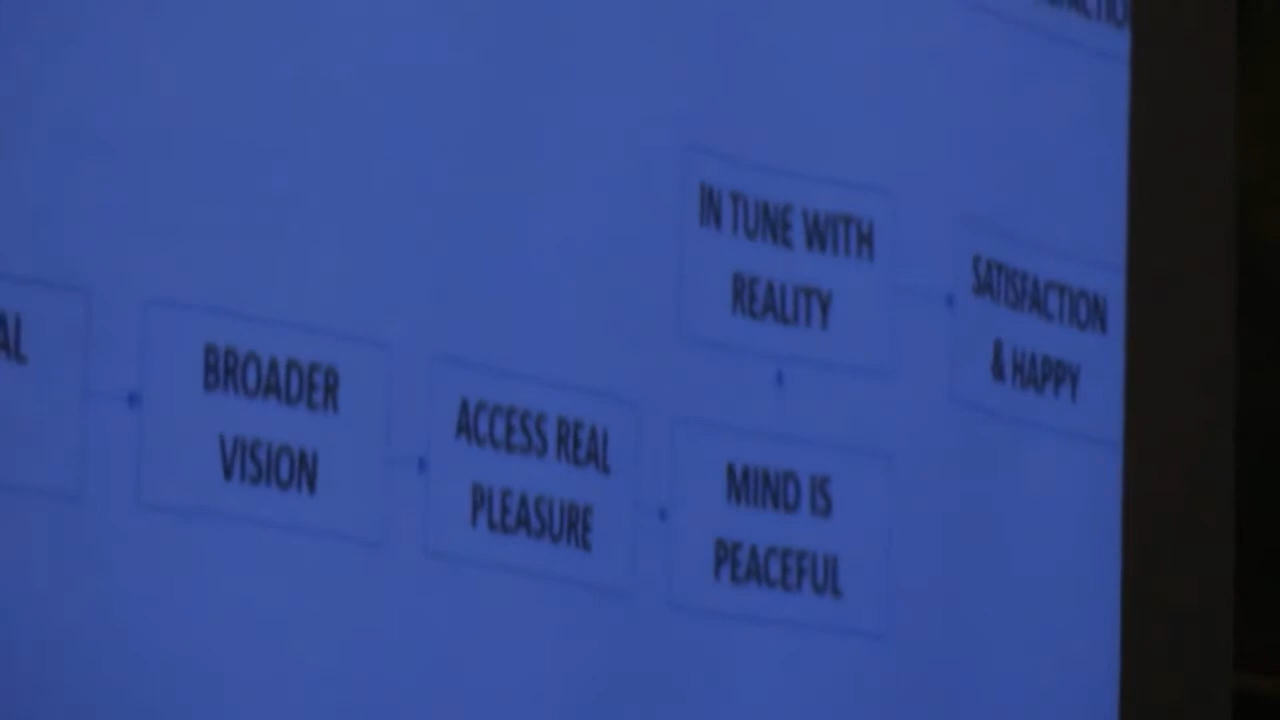 BROADER
VISION
ACCESS REAL
PLEASURE
MIND IS
PEACEFUL
IN TUNE WITH
REALITY
SATISFACTION
& HAPPY